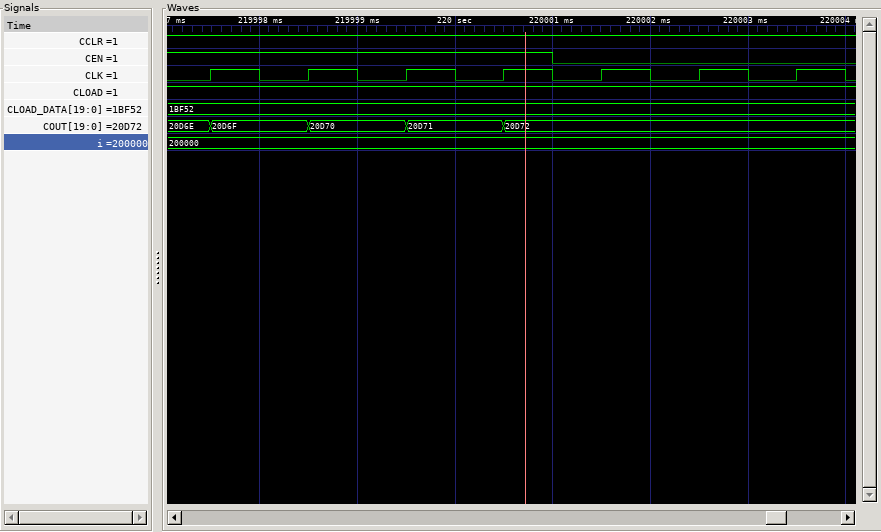 Signals
Waves
Time
7 ms 219998 ms 219999 ms 220 sec 220001 ms 220002 ms 220003 ms 220004
CCLR =1
CEN =1
CLK =1
CLOAD =1
CLOAD_DATA[19:0] =1BF52 1BF52
COUT[19:0] =20D72 20D6E 20D6F 20D70 20D71 20D72
i =200000 200000